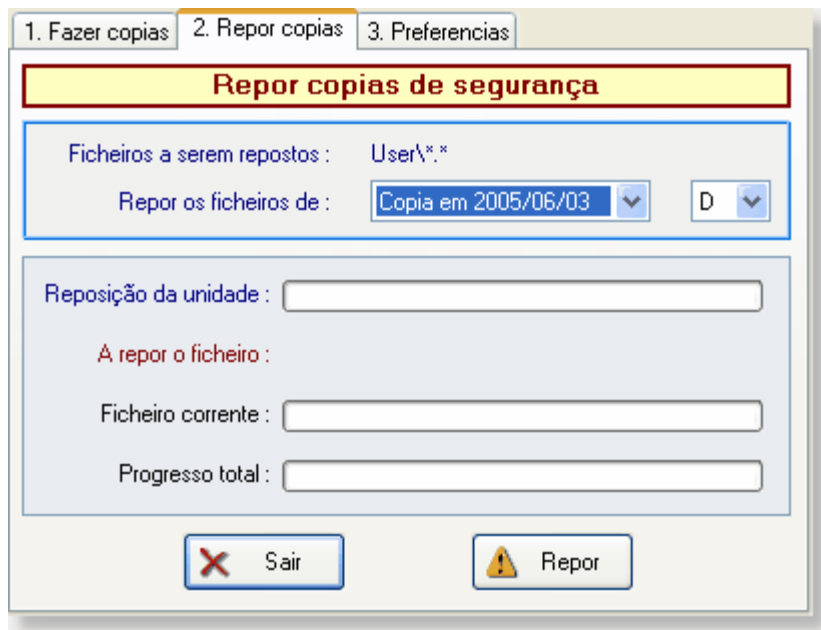 1. Fazer copias 2. Repor copias 3. Preferencias
Repor copias de segurança
Ficheiros a serem repostos : User\*.*
Repor os ficheiros de : Copia em 2005/06/03 D
Reposição da unidade :
A repor o ficheiro :
Ficheiro corrente :
Progresso total :
Sair Repor